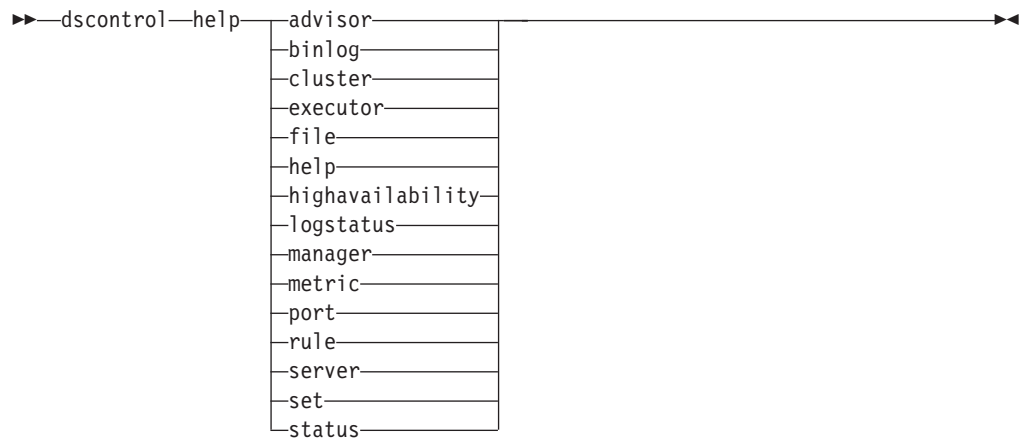 dscontrol help advisor
binlog
cluster
executor
file
help
highavailability
logstatus
manager
metric
port
rule
server
set
status